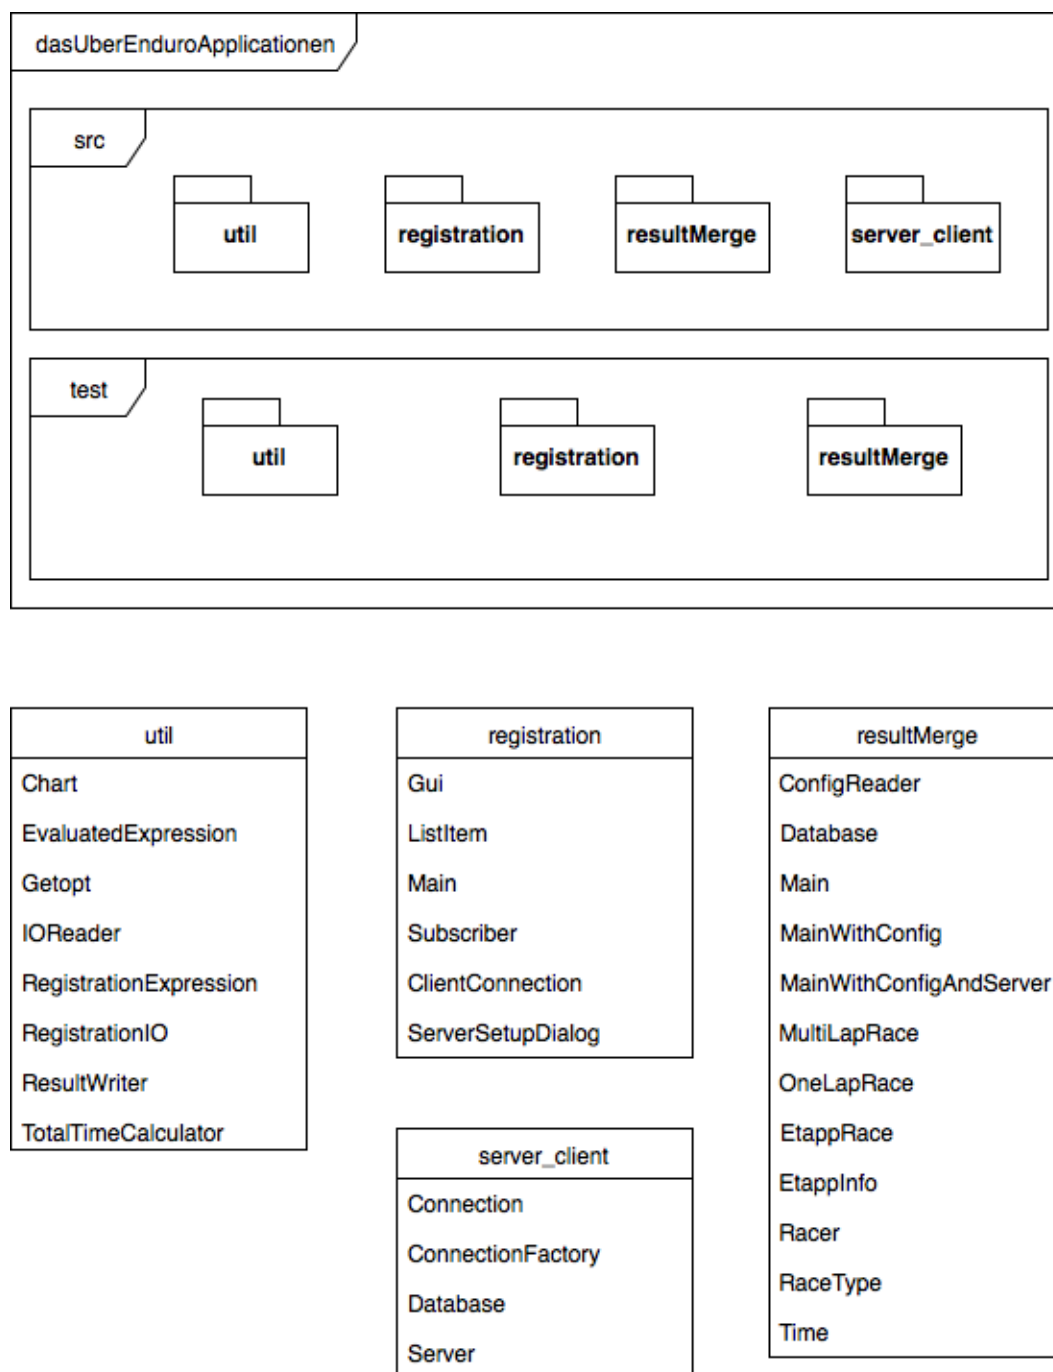 dasUberEnduroApplicationen
src
util
registration
resultMerge
server_client
test
util
registration
resultMerge
util
Chart
EvaluatedExpression
Getopt
IOReader
RegistrationExpression
RegistrationIO
ResultWriter
TotalTimeCalculator
registration
Gui
ListItem
Main
Subscriber
ClientConnection
ServerSetupDialog
server_client
Connection
ConnectionFactory
Database
Server
resultMerge
ConfigReader
Database
Main
MainWithConfig
MainWithConfigAndServer
MultiLapRace
OneLapRace
EtappRace
EtappInfo
Racer
RaceType
Time